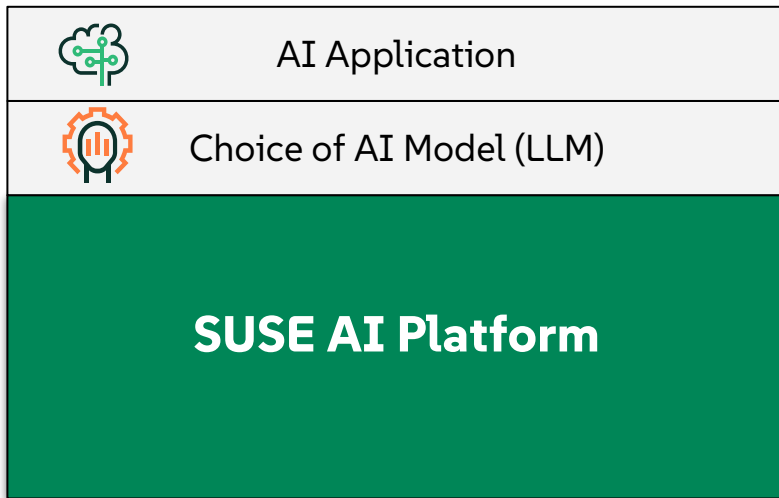 AI Application
Choice of AI Model (LLM)
SUSE AI Platform